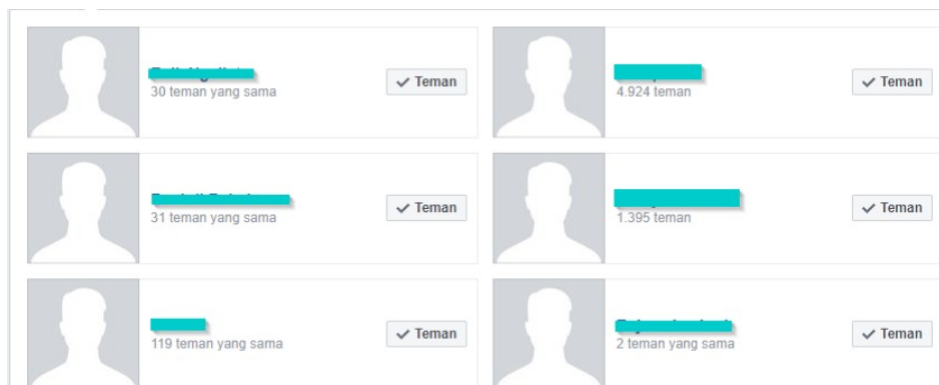 30 teman yang sama
Teman
4.924 teman
Teman
31 teman yang sama
Teman
1.395 teman
Teman
119 teman yang sama
Teman
2 teman yang sama
Teman